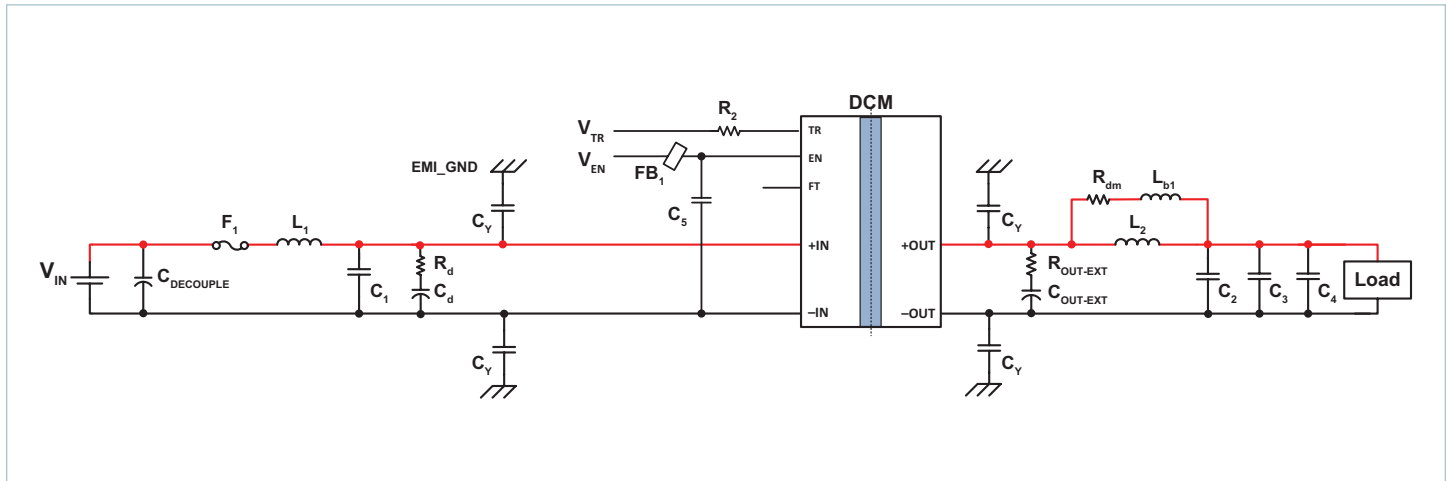 DCM
R2
VTR
TR
VEN
EN
FB1
FT
EMI_GND
CY
C5
CY
Rdm
Lb1
F1
L1
L2
+IN
+OUT
VIN
CDECOUPLE
C1
Rd
Cd
ROUT-EXT
COUT-EXT
C2
C3
C4
Load
–IN
–OUT
CY
CY